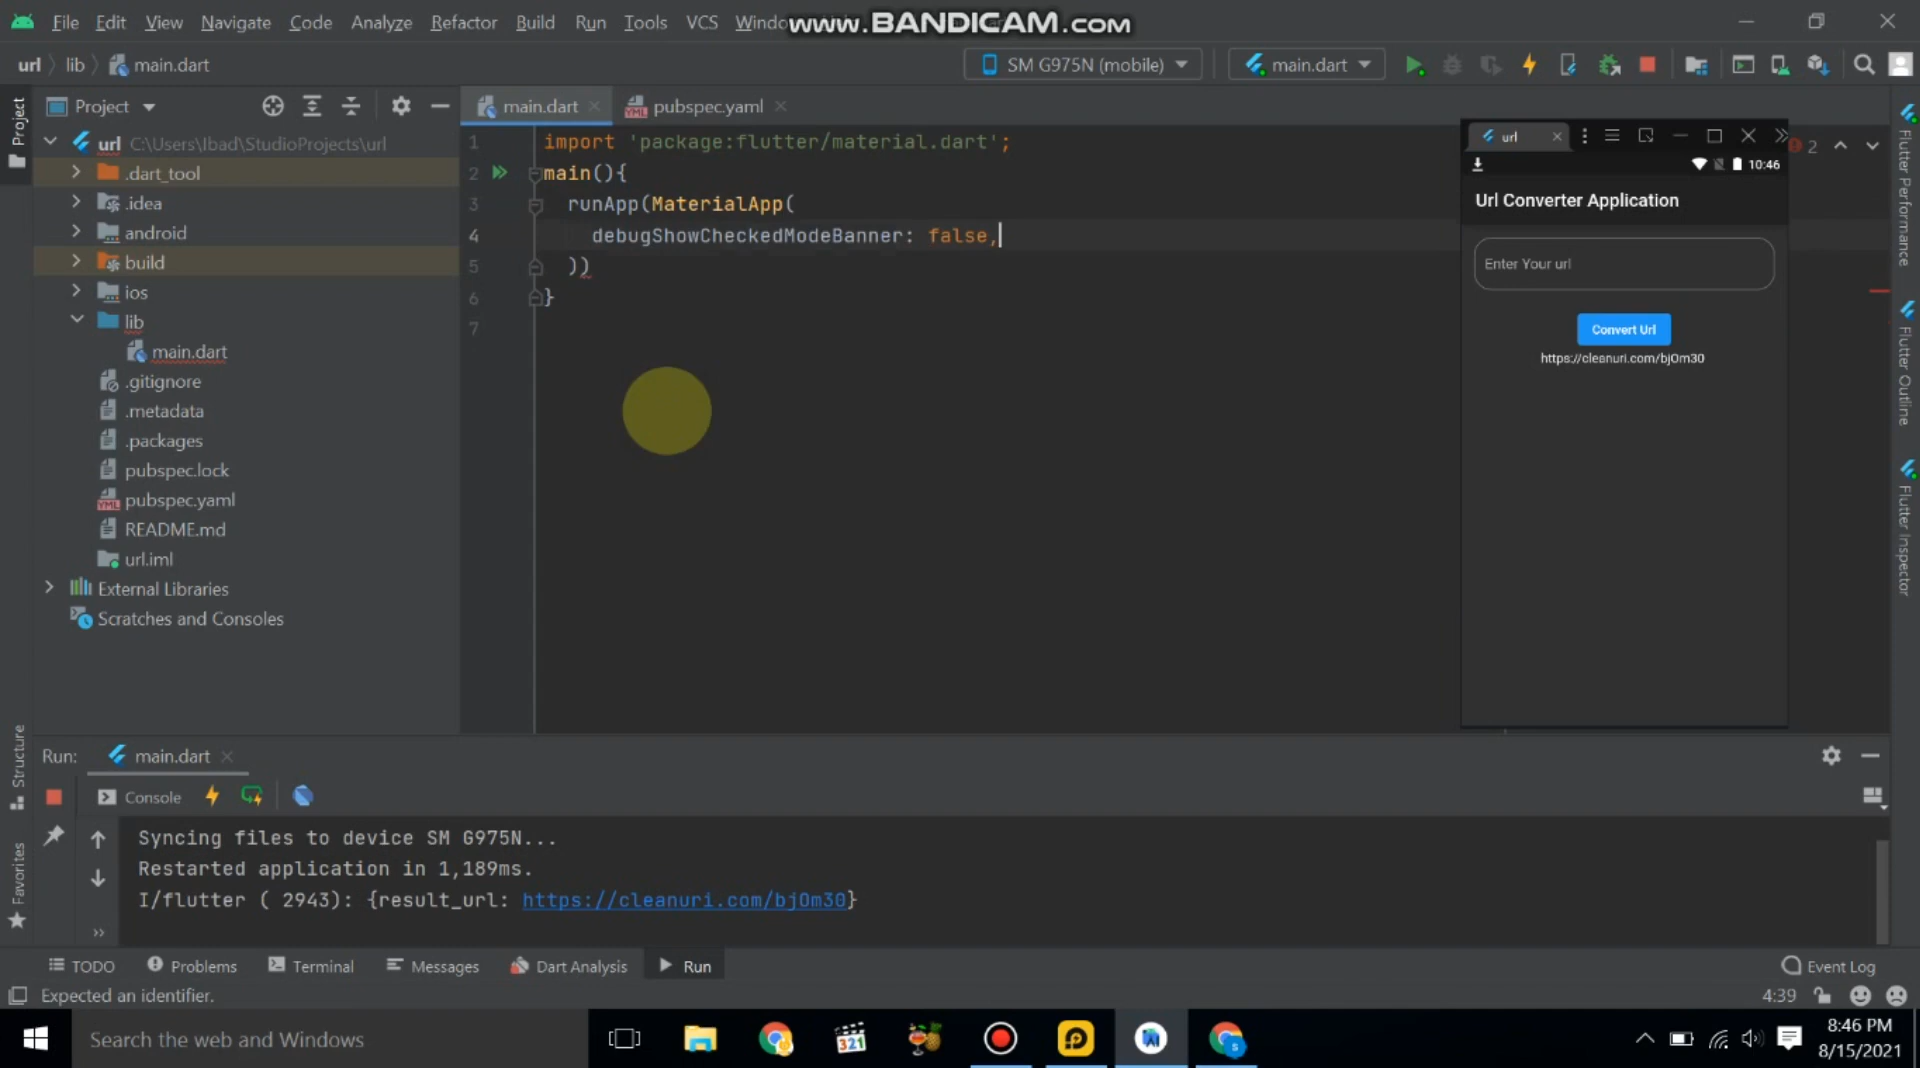 File Edit View Navigate Code Analyze Refactor Build Run Tools VCS Window
www.BANDICAM.com
url lib main.dart
SM G975N (mobile)
main.dart
Project
main.dart
pubspec.yaml
Project
url C:\Users\Ibad\StudioProjects\url
.dart_tool
.idea
android
build
ios
lib
main.dart
.gitignore
.metadata
.packages
pubspec.lock
pubspec.yaml
README.md
url.iml
External Libraries
Scratches and Consoles
1 import 'package:flutter/material.dart';
2 main(){
3 runApp(MaterialApp(
4 debugShowCheckedModeBanner: false,
5 ))
6 }
7
2
url
10:46
Url Converter Application
Enter Your url
Convert Url
https://cleanuri.com/bjOm30
Flutter Performance
Flutter Outline
Flutter Inspector
Structure
Favorites
Run: main.dart
Console
Syncing files to device SM G975N...
Restarted application in 1,189ms.
I/flutter ( 2943): {result_url: https://cleanuri.com/bjOm30}
TODO Problems Terminal Messages Dart Analysis Run Event Log
Expected an identifier.
4:39
Search the web and Windows
321
8:46 PM
8/15/2021